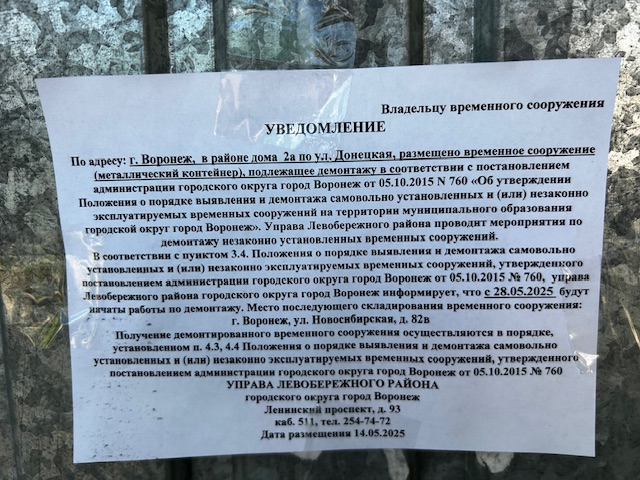 Владельцу временного сооружения
УВЕДОМЛЕНИЕ
По адресу: г. Воронеж, в районе дома 2а по ул. Донецкая, размещено временное сооружение
(металлический контейнер), подлежащее демонтажу в соответствии с постановлением
администрации городского округа город Воронеж от 05.10.2015 N 760 «Об утверждении
Положения о порядке выявления и демонтажа самовольно установленных и (или) незаконно
эксплуатируемых временных сооружений на территории муниципального образования
городской округ город Воронеж». Управа Левобережного района проводит мероприятия по
демонтажу незаконно установленных временных сооружений.
В соответствии с пунктом 3.4. Положения о порядке выявления и демонтажа самовольно
установленных и (или) незаконно эксплуатируемых временных сооружений, утвержденного
постановлением администрации городского округа город Воронеж от 05.10.2015 № 760, управа
Левобережного района городского округа город Воронеж информирует, что с 28.05.2025 будут
начаты работы по демонтажу. Место последующего складирования временного сооружения:
г. Воронеж, ул. Новосибирская, д. 82в
Получение демонтированного временного сооружения осуществляются в порядке,
установленном п. 4.3, 4.4 Положения о порядке выявления и демонтажа самовольно
установленных и (или) незаконно эксплуатируемых временных сооружений, утвержденного
постановлением администрации городского округа город Воронеж от 05.10.2015 № 760
УПРАВА ЛЕВОБЕРЕЖНОГО РАЙОНА
городского округа город Воронеж
Ленинский проспект, д. 93
каб. 511, тел. 254-74-72
Дата размещения 14.05.2025